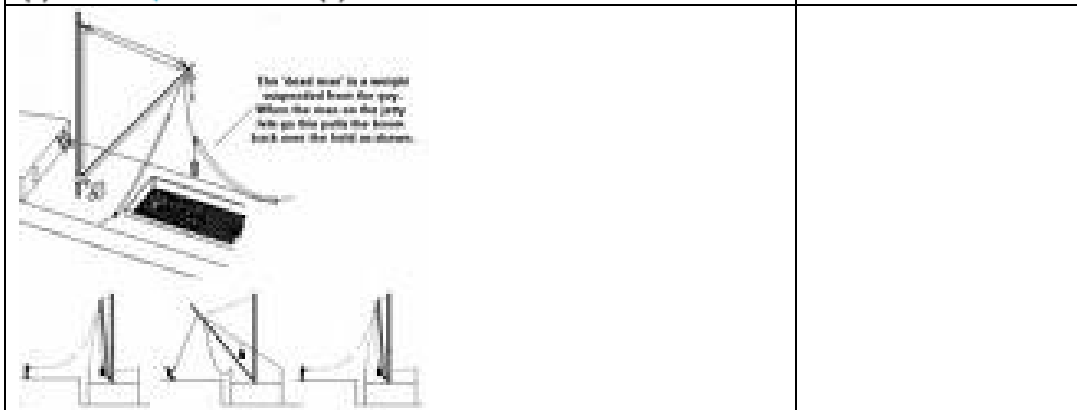 The 'dead man' is a weight
suspended from the guy.
When the man on the jetty
lets go this pulls the boom
back over the hold as shown.